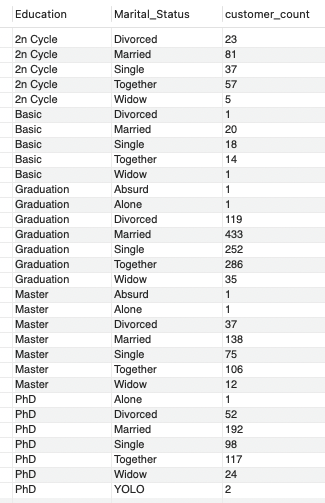 Education Marital_Status customer_count
2n Cycle Divorced 23
2n Cycle Married 81
2n Cycle Single 37
2n Cycle Together 57
2n Cycle Widow 5
Basic Divorced 1
Basic Married 20
Basic Single 18
Basic Together 14
Basic Widow 1
Graduation Absurd 1
Graduation Alone 1
Graduation Divorced 119
Graduation Married 433
Graduation Single 252
Graduation Together 286
Graduation Widow 35
Master Absurd 1
Master Alone 1
Master Divorced 37
Master Married 138
Master Single 75
Master Together 106
Master Widow 12
PhD Alone 1
PhD Divorced 52
PhD Married 192
PhD Single 98
PhD Together 117
PhD Widow 24
PhD YOLO 2